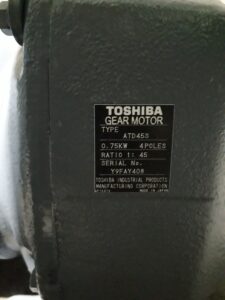 TOSHIBA
GEAR MOTOR
TYPE
ATD453
0.75KW 4POLES
RATIO 1: 45
SERIAL No.
Y9FAY408
TOSHIBA INDUSTRIAL PRODUCTS
MANUFACTURING CORPORATION
MADE IN JAPAN